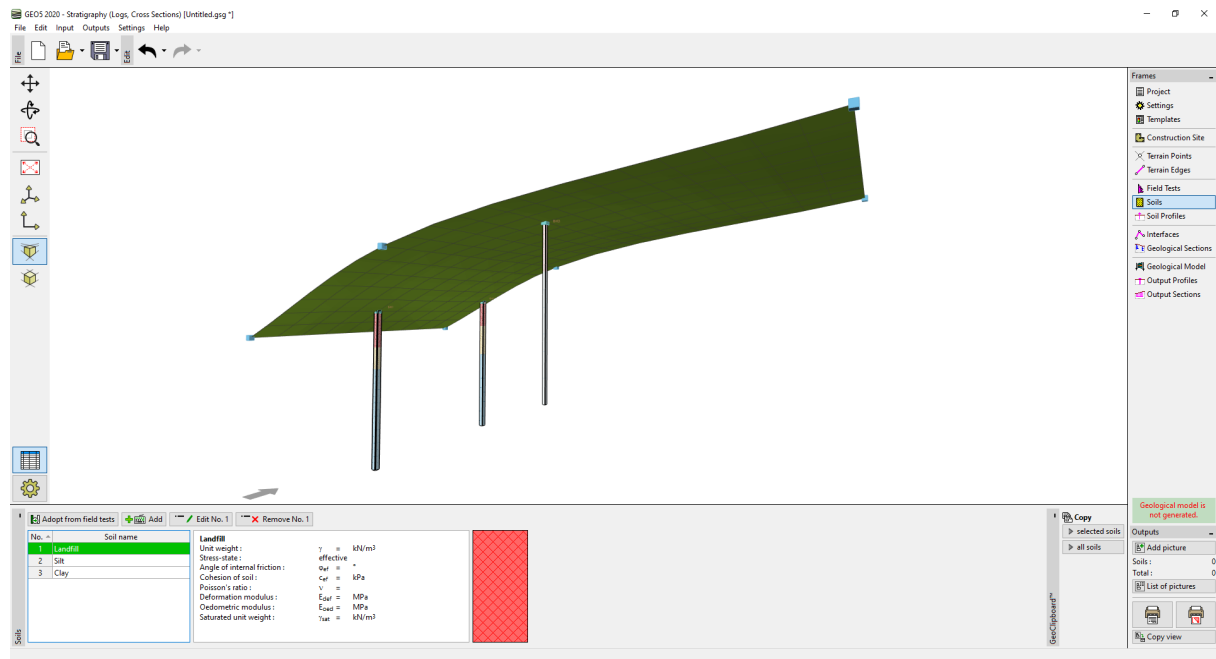 GEO5 2020 - Stratigraphy (Logs, Cross Sections) [Untitled.gsg *]
File Edit Input Outputs Settings Help
File
Edit
Frames
Project
Settings
Templates
Construction Site
Terrain Points
Terrain Edges
Field Tests
Soils
Soil Profiles
Interfaces
Geological Sections
Geological Model
Output Profiles
Output Sections
Geological model is
not generated.
Outputs
Add picture
Soils : 0
Total : 0
List of pictures
Copy view
Soils
Adopt from field tests Add Edit No. 1 Remove No. 1
No. Soil name
1 Landfill
2 Silt
3 Clay
Landfill
Unit weight : γ = kN/m³
Stress-state : effective
Angle of internal friction : φef = °
Cohesion of soil : cef = kPa
Poisson's ratio : ν =
Deformation modulus : Edef = MPa
Oedometric modulus : Eoed = MPa
Saturated unit weight : γsat = kN/m³
GeoClipboard™
Copy
selected soils
all soils